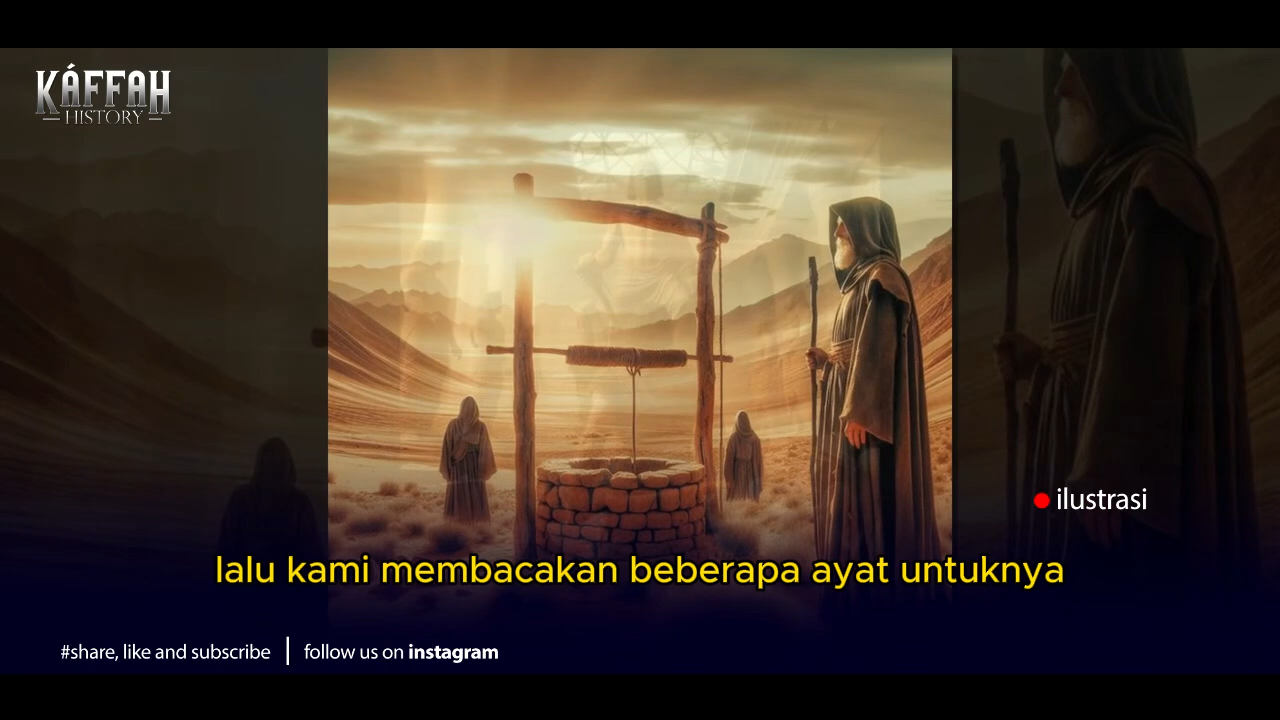 KÁFFAH
HISTORY
ilustrasi
lalu kami membacakan beberapa ayat untuknya
#share, like and subscribe | follow us on instagram